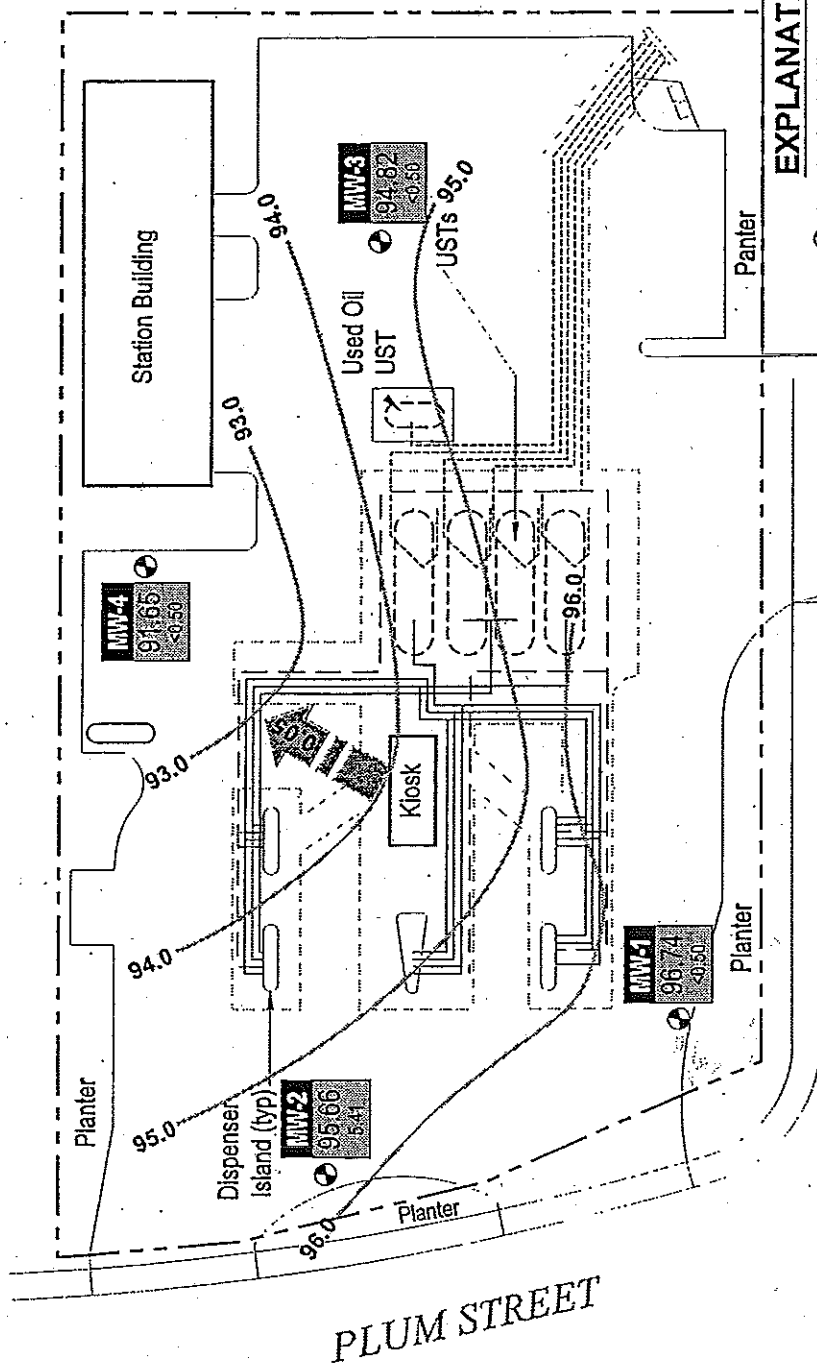 Station Building
EXPLANAT
94.0
MW-3
94.82
<0.50
95.0
USTs
Used Oil
UST
Panter
93.0
MW-4
91.65
<0.50
96.0
93.0
0.05
Kiosk
94.0
MW-1
96.74
<0.50
Planter
Planter
95.0
Dispenser
Island (typ)
MW-2
95.66
5.41
96.0
Planter
PLUM STREET